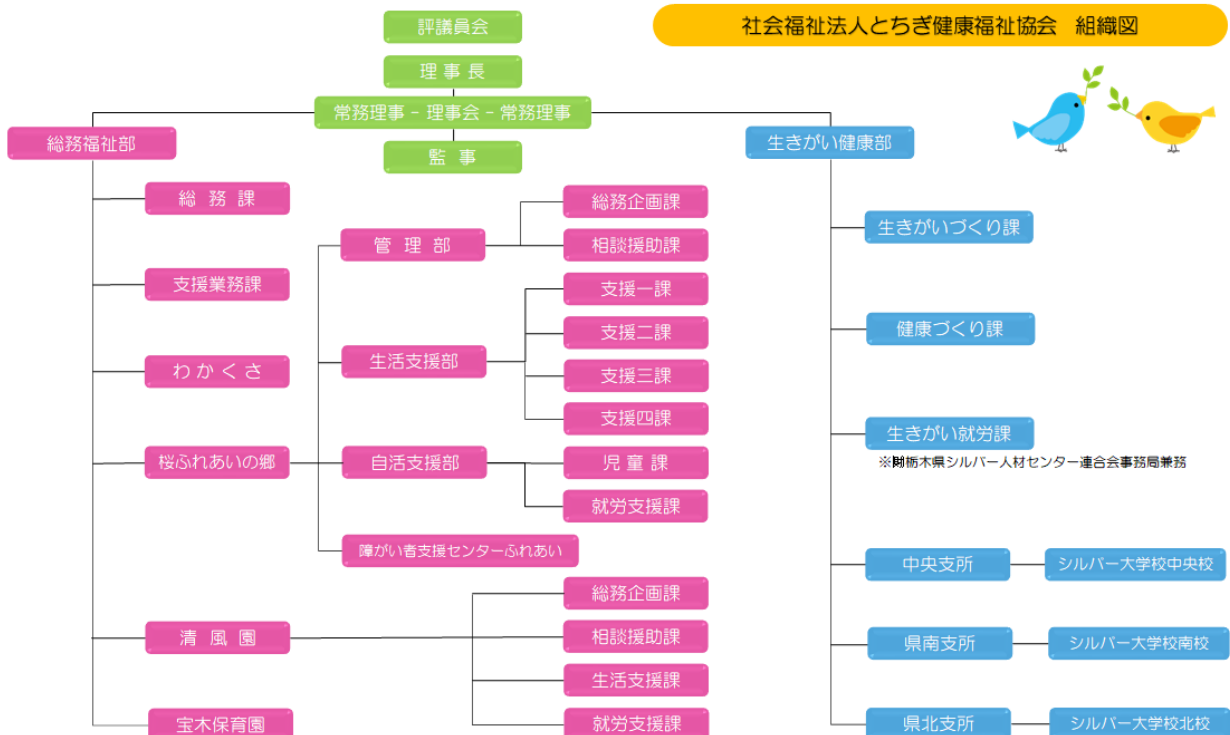 社会福祉法人とちぎ健康福祉協会　組織図
評議員会
理事長
常務理事 - 理事会 - 常務理事
監事
総務福祉部
総務課
支援業務課
わかくさ
桜ふれあいの郷
管理部
総務企画課
相談援助課
生活支援部
支援一課
支援二課
支援三課
支援四課
自活支援部
児童課
就労支援課
障がい者支援センターふれあい
清風園
総務企画課
相談援助課
生活支援課
就労支援課
宝木保育園
生きがい健康部
生きがいづくり課
健康づくり課
生きがい就労課
※㈶栃木県シルバー人材センター連合会事務局兼務
中央支所
シルバー大学校中央校
県南支所
シルバー大学校南校
県北支所
シルバー大学校北校